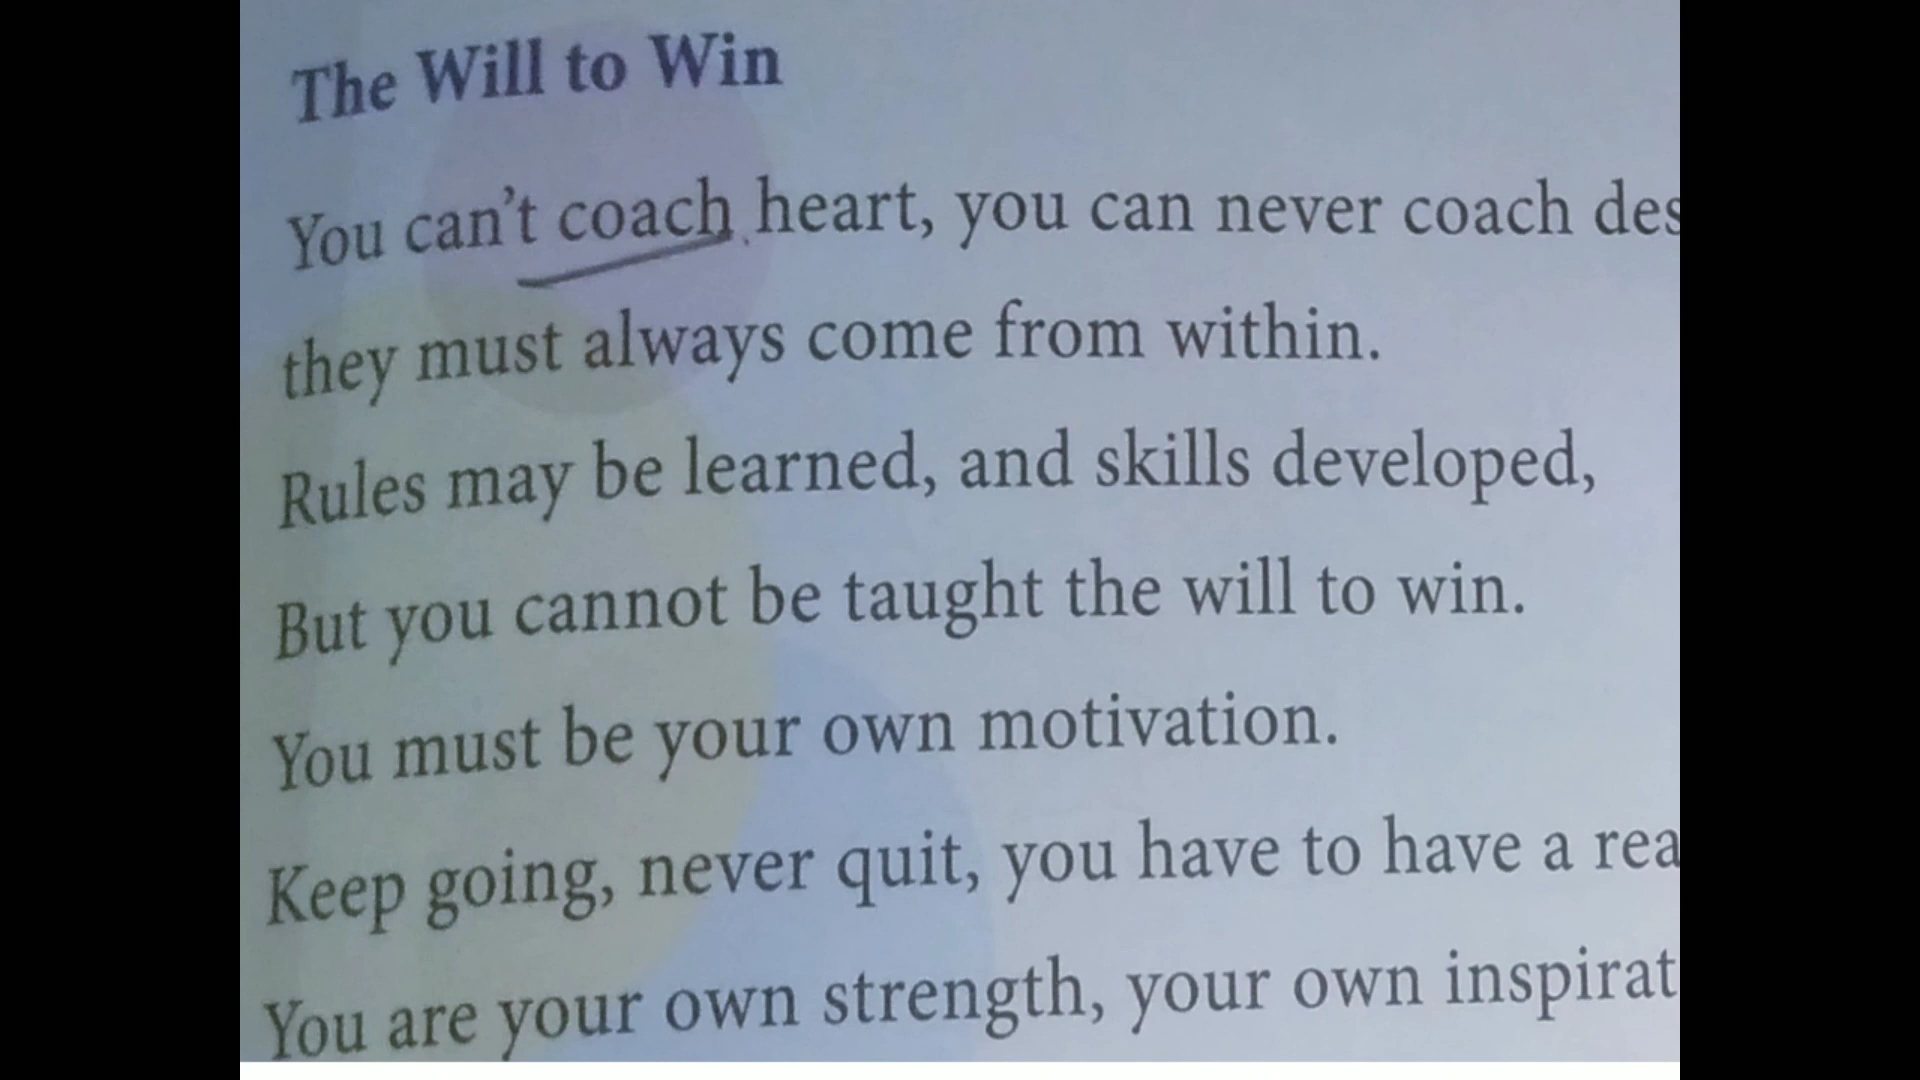 The Will to Win
You can't coach heart, you can never coach des
they must always come from within.
Rules may be learned, and skills developed,
But you cannot be taught the will to win.
You must be your own motivation.
Keep going, never quit, you have to have a rea
You are your own strength, your own inspirat